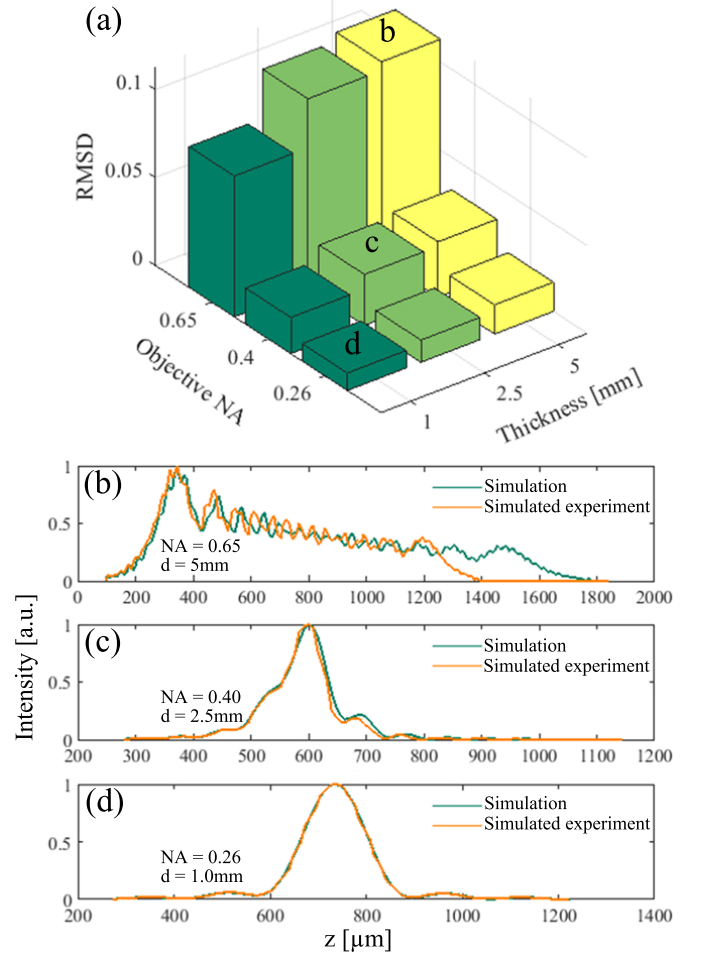 (a)
b
c
d
0.1
0.05
0
RMSD
0.65
0.4
0.26
Objective NA
1
2.5
5
Thickness [mm]
Intensity [a.u.]
(b)
1
0.5
0
Simulation
Simulated experiment
NA = 0.65
d = 5mm
0 200 400 600 800 1000 1200 1400 1600 1800 2000
(c)
1
0.5
0
Simulation
Simulated experiment
NA = 0.40
d = 2.5mm
200 300 400 500 600 700 800 900 1000 1100 1200
(d)
1
0.5
0
Simulation
Simulated experiment
NA = 0.26
d = 1.0mm
200 400 600 800 1000 1200 1400
z [µm]